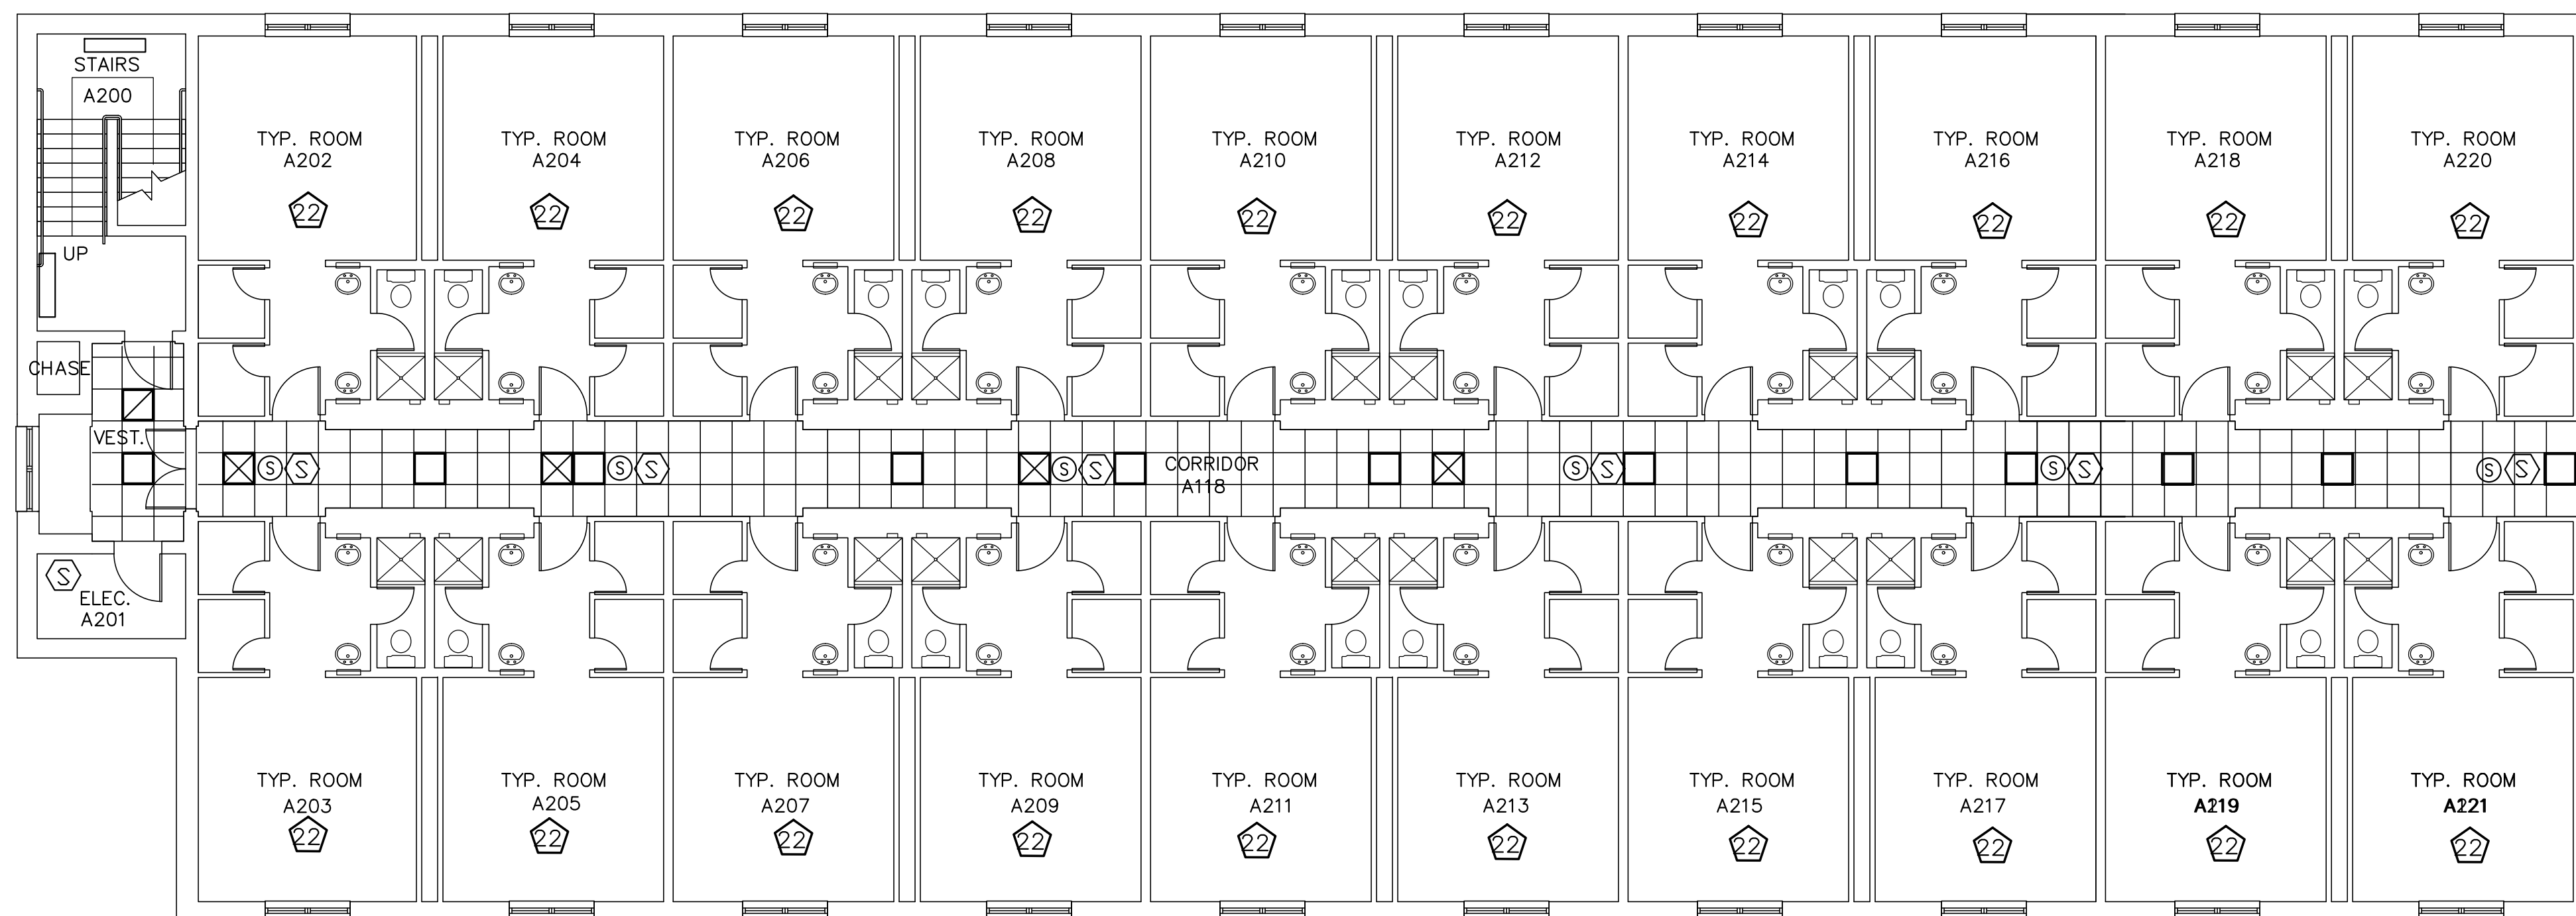 STAIRS
A200
UP
CHASE
VEST.
ELEC.
A201
S
TYP. ROOM
A202
22
TYP. ROOM
A204
22
TYP. ROOM
A206
22
TYP. ROOM
A208
22
TYP. ROOM
A210
22
TYP. ROOM
A212
22
TYP. ROOM
A214
22
TYP. ROOM
A216
22
TYP. ROOM
A218
22
TYP. ROOM
A220
22
S S
S S
S S
CORRIDOR
A118
S S
S S
S S
TYP. ROOM
A203
22
TYP. ROOM
A205
22
TYP. ROOM
A207
22
TYP. ROOM
A209
22
TYP. ROOM
A211
22
TYP. ROOM
A213
22
TYP. ROOM
A215
22
TYP. ROOM
A217
22
TYP. ROOM
A219
22
TYP. ROOM
A221
22